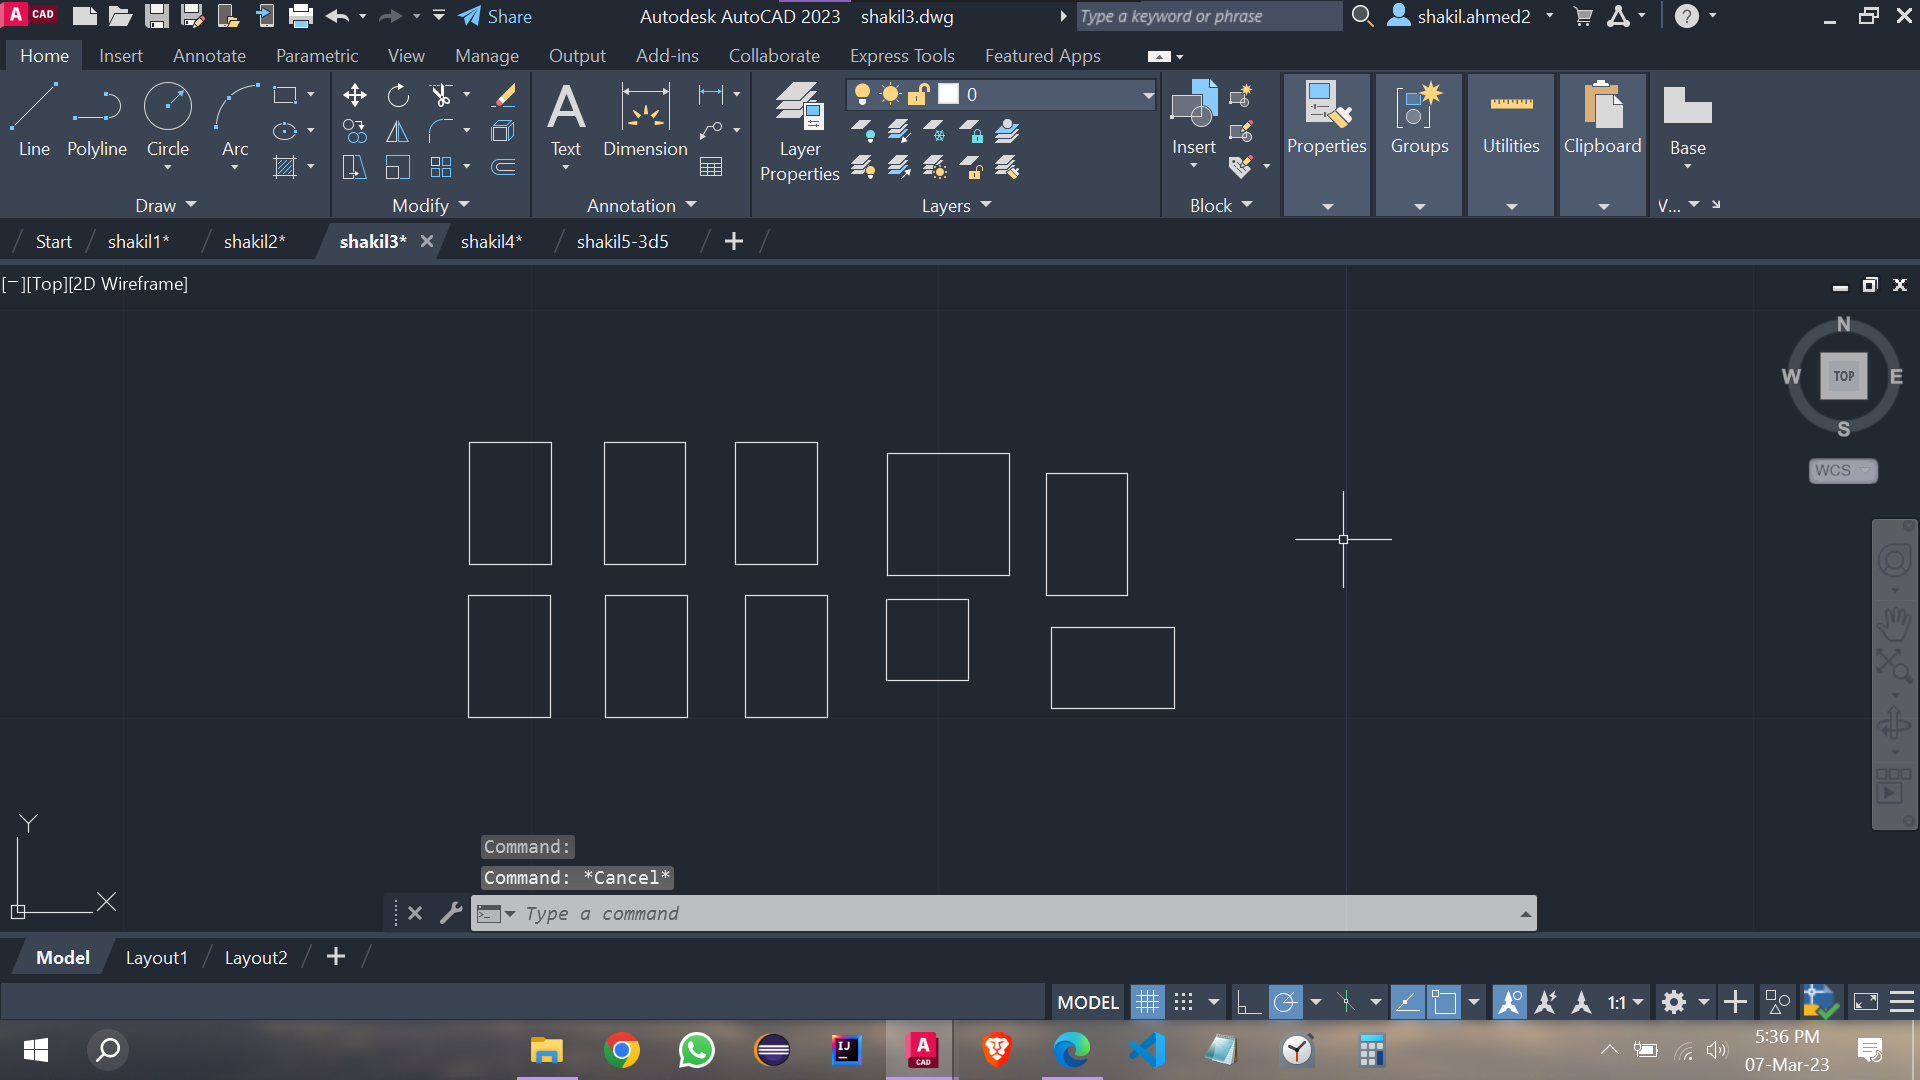 A CAD
Share
Autodesk AutoCAD 2023 shakil3.dwg
Type a keyword or phrase
shakil.ahmed2
?
Home Insert Annotate Parametric View Manage Output Add-ins Collaborate Express Tools Featured Apps
Line
Polyline
Circle
Arc
Draw
Modify
A
Text
Dimension
Annotation
Layer
Properties
0
Layers
Insert
Block
Properties
Groups
Utilities
Clipboard
Base
V...
Start shakil1* shakil2* shakil3* shakil4* shakil5-3d5
[−][Top][2D Wireframe]
N
W TOP E
S
WCS
Y
X
Command:
Command: *Cancel*
Type a command
Model Layout1 Layout2
MODEL
1:1
IJ
A
CAD
5:36 PM
07-Mar-23